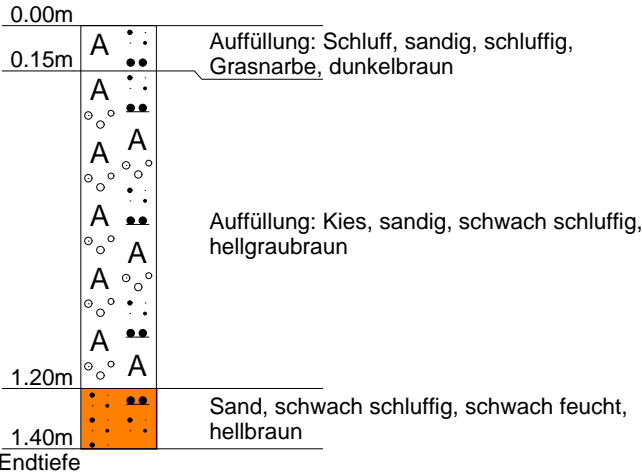 0.00m
A
Auffüllung: Schluff, sandig, schluffig,
Grasnarbe, dunkelbraun
0.15m
A
A
A
A
Auffüllung: Kies, sandig, schwach schluffig,
hellgraubraun
A
A
A
A
1.20m
Sand, schwach schluffig, schwach feucht,
hellbraun
1.40m
Endtiefe